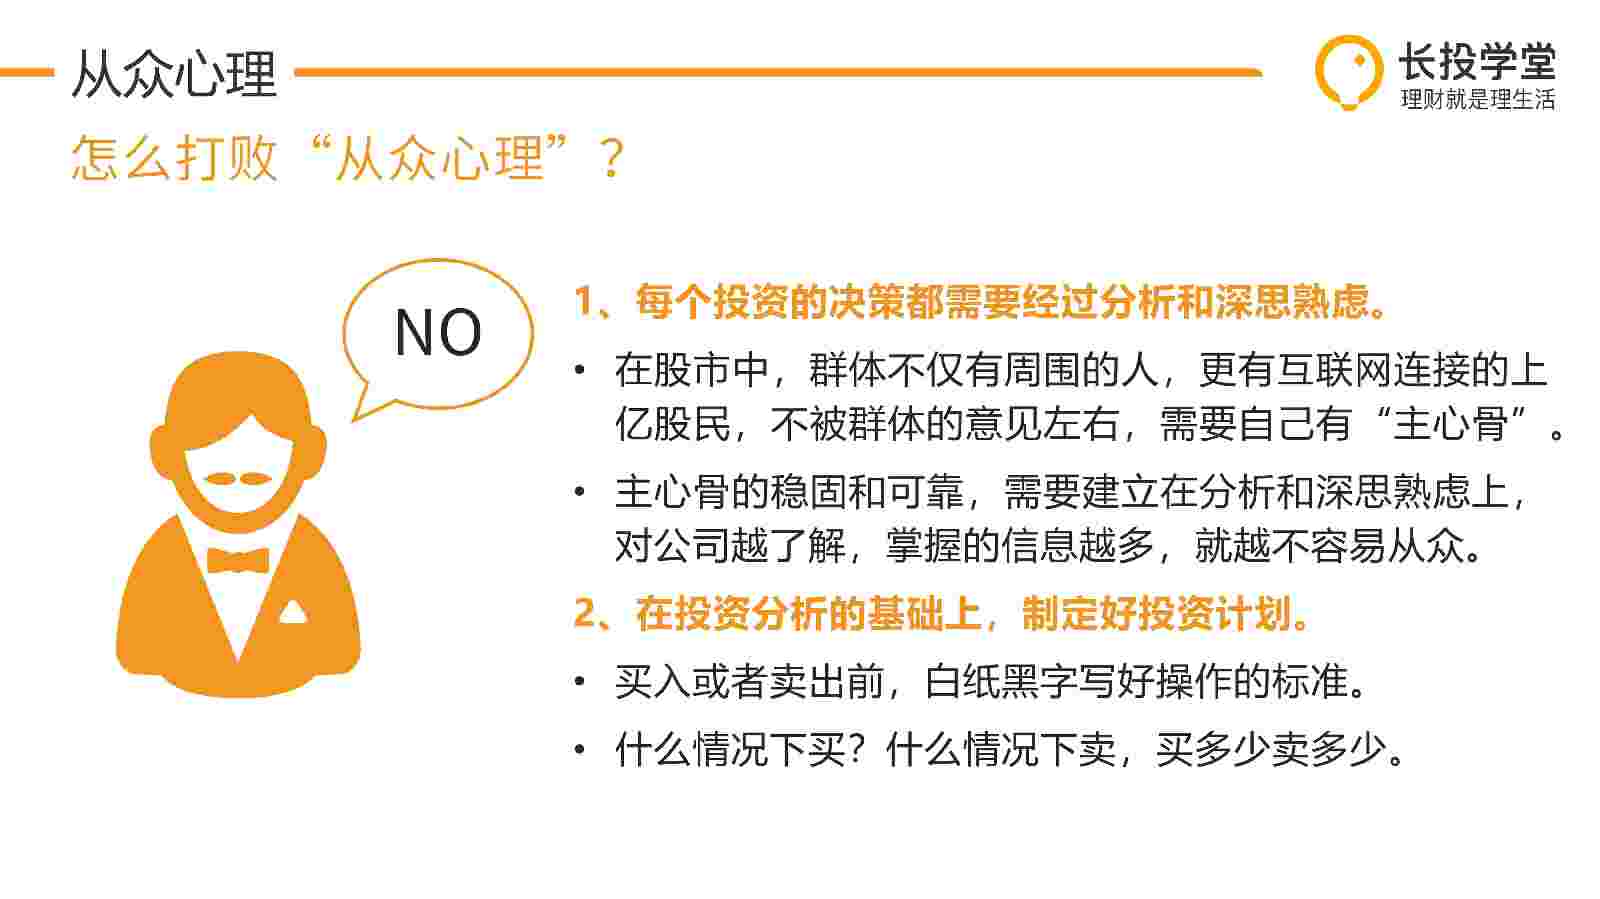 从众心理
长投学堂
理财就是理生活
怎么打败“从众心理”？
NO
1、每个投资的决策都需要经过分析和深思熟虑。
• 在股市中，群体不仅有周围的人，更有互联网连接的上
亿股民，不被群体的意见左右，需要自己有“主心骨”。
• 主心骨的稳固和可靠，需要建立在分析和深思熟虑上，
对公司越了解，掌握的信息越多，就越不容易从众。
2、在投资分析的基础上，制定好投资计划。
• 买入或者卖出前，白纸黑字写好操作的标准。
• 什么情况下买？什么情况下卖，买多少卖多少。